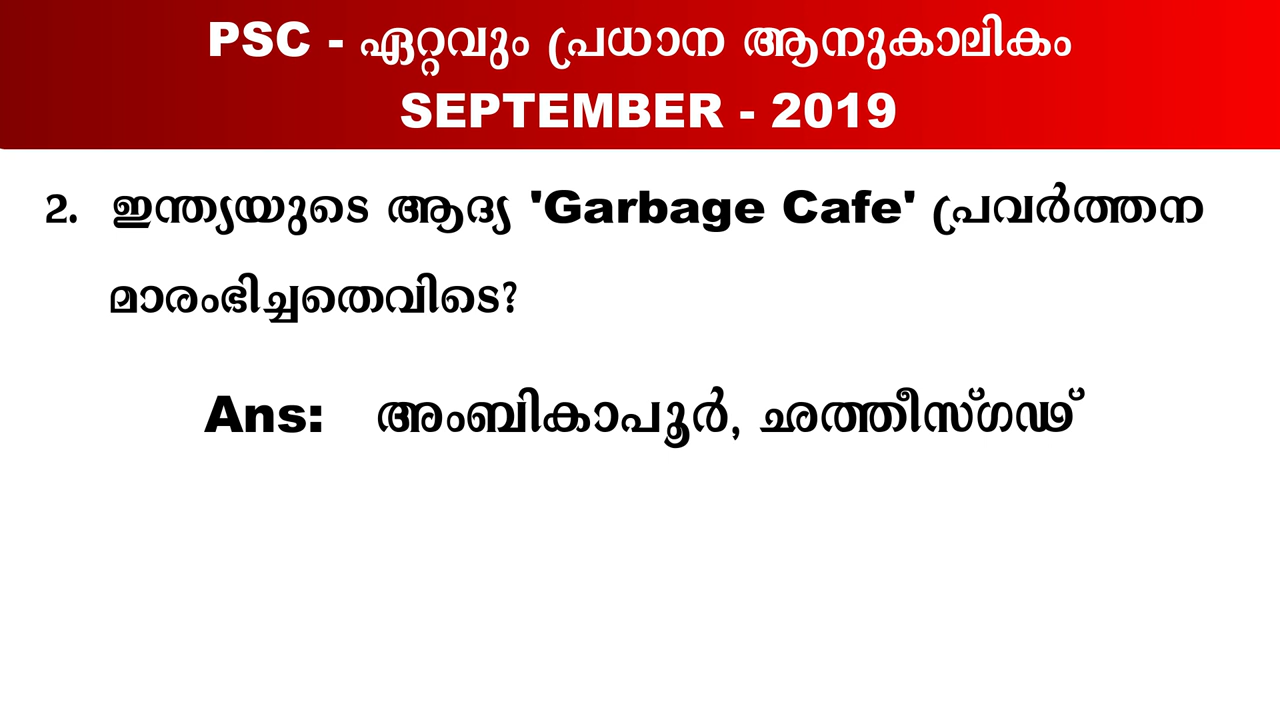 PSC - ഏറ്റവും പ്രധാന ആനുകാലികം
SEPTEMBER - 2019
2. ഇന്ത്യയുടെ ആദ്യ 'Garbage Cafe' പ്രവർത്തന
മാരംഭിച്ചതെവിടെ?
Ans: അംബികാപൂർ, ഛത്തീസ്ഗഢ്